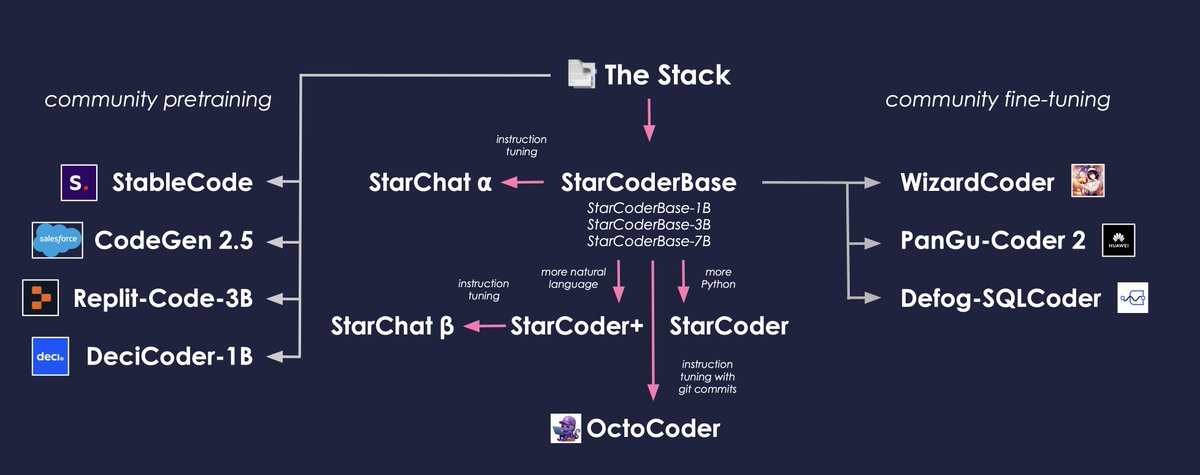 The Stack
community pretraining
community fine-tuning
instruction
tuning
S. StableCode
StarChat α
StarCoderBase
WizardCoder
StarCoderBase-1B
StarCoderBase-3B
StarCoderBase-7B
salesforce CodeGen 2.5
PanGu-Coder 2 HUAWEI
more natural
language
more
Python
instruction
tuning
Replit-Code-3B
Defog-SQLCoder
StarChat β
StarCoder+
StarCoder
deci. DeciCoder-1B
instruction
tuning with
git commits
OctoCoder